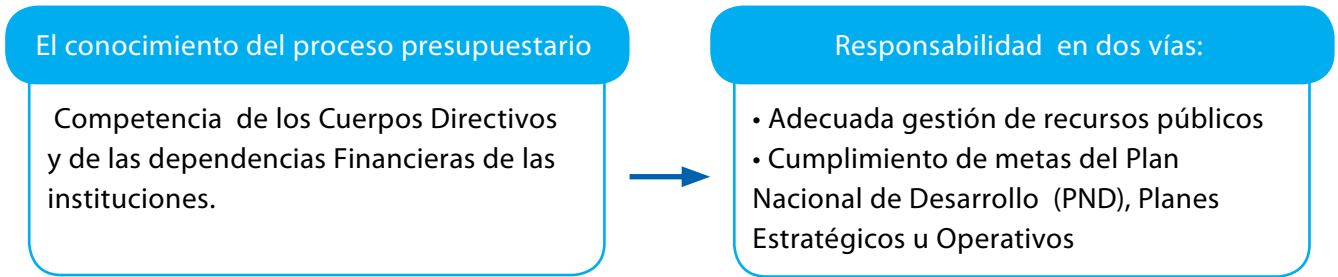 El conocimiento del proceso presupuestario
Competencia de los Cuerpos Directivos
y de las dependencias Financieras de las
instituciones.
Responsabilidad en dos vías:
• Adecuada gestión de recursos públicos
• Cumplimiento de metas del Plan
Nacional de Desarrollo (PND), Planes
Estratégicos u Operativos